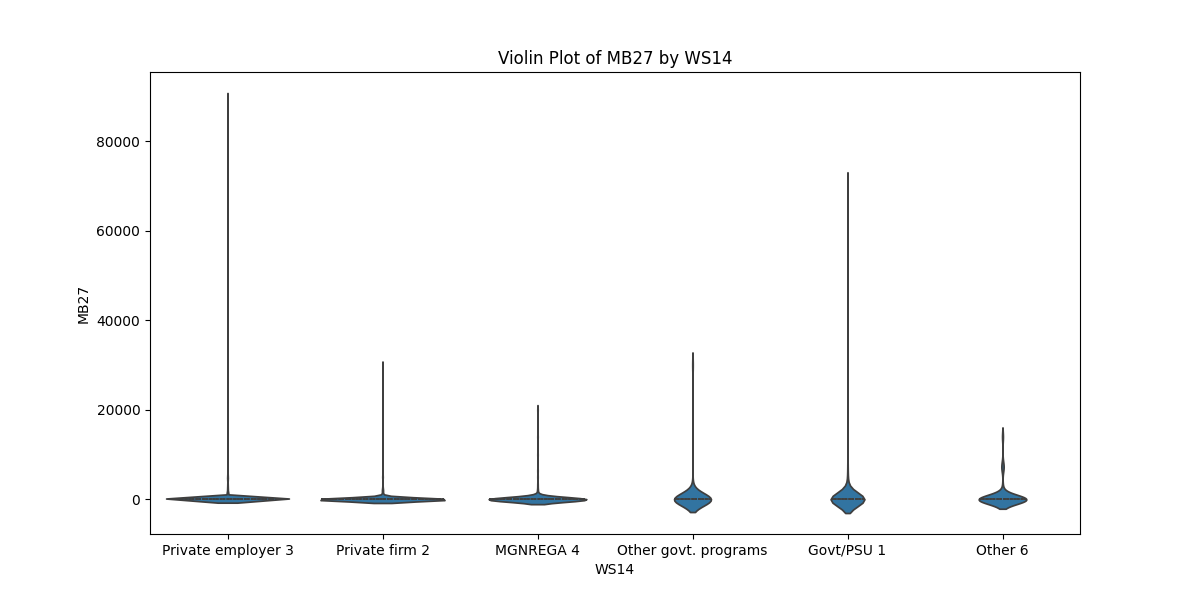 Violin Plot of MB27 by WS14
80000
60000
40000
20000
0
MB27
Private employer 3
Private firm 2
MGNREGA 4
Other govt. programs
Govt/PSU 1
Other 6
WS14